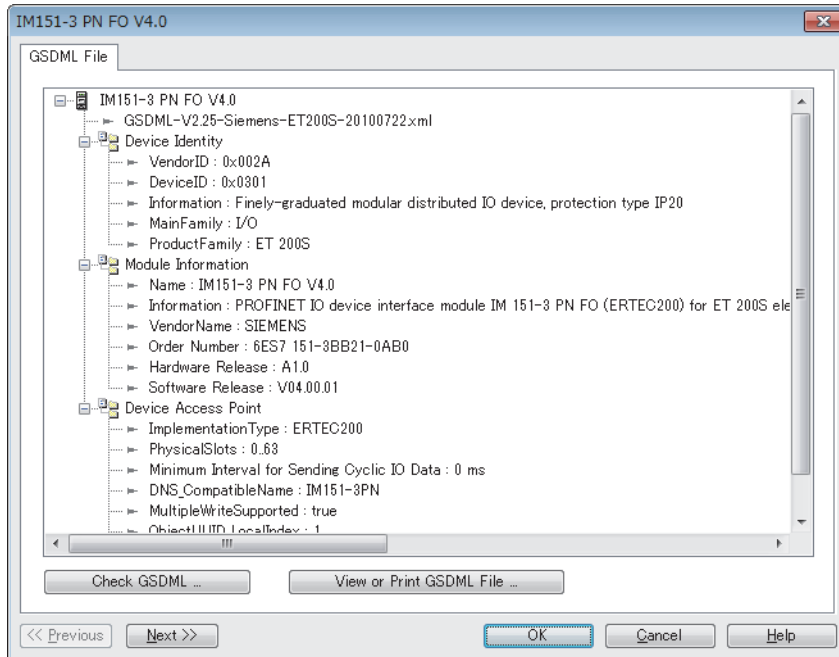 IM151-3 PN FO V4.0
GSDML File
IM151-3 PN FO V4.0
GSDML-V2.25-Siemens-ET200S-20100722.xml
Device Identity
VendorID : 0x002A
DeviceID : 0x0301
Information : Finely-graduated modular distributed IO device, protection type IP20
MainFamily : I/O
ProductFamily : ET 200S
Module Information
Name : IM151-3 PN FO V4.0
Information : PROFINET IO device interface module IM 151-3 PN FO (ERTEC200) for ET 200S ele
VendorName : SIEMENS
Order Number : 6ES7 151-3BB21-0AB0
Hardware Release : A1.0
Software Release : V04.00.01
Device Access Point
ImplementationType : ERTEC200
PhysicalSlots : 0..63
Minimum Interval for Sending Cyclic IO Data : 0 ms
DNS_CompatibleName : IM151-3PN
MultipleWriteSupported : true
ObjectUUID_LocalIndex : 1
Check GSDML ...
View or Print GSDML File ...
<< Previous
Next >>
OK
Cancel
Help